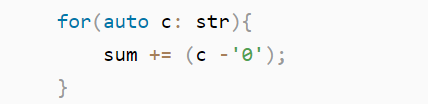 for(auto c: str){
    sum += (c -'0');
}